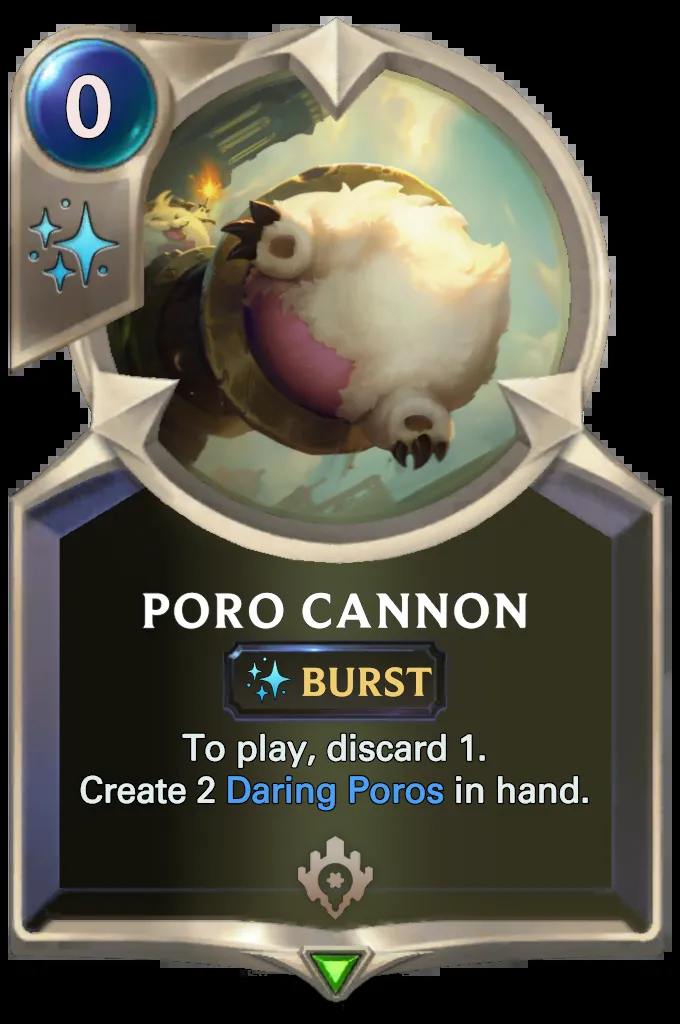 0
PORO CANNON
BURST
To play, discard 1.
Create 2 Daring Poros in hand.